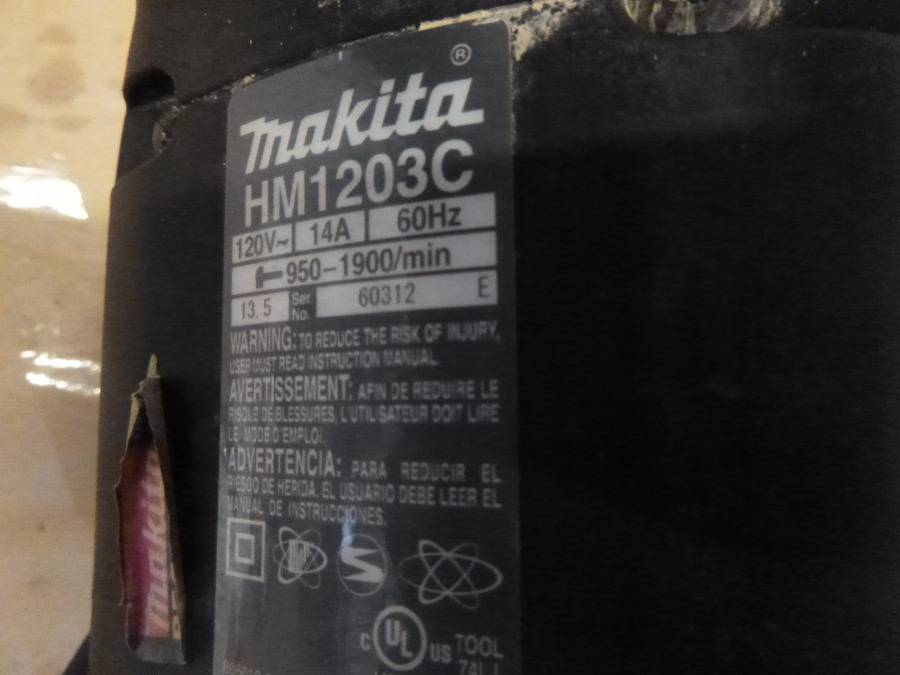 makita®
HM1203C
120V~ 14A 60Hz
950-1900/min
13.5 Ser. No. 60312 E
WARNING: TO REDUCE THE RISK OF INJURY,
USER MUST READ INSTRUCTION MANUAL.
AVERTISSEMENT: AFIN DE REDUIRE LE
RISQUE DE BLESSURES, L'UTILISATEUR DOIT LIRE
LE MODE D'EMPLOI.
ADVERTENCIA: PARA REDUCIR EL
RIESGO DE HERIDA, EL USUARIO DEBE LEER EL
MANUAL DE INSTRUCCIONES.
makita
C UL US TOOL
74LJ